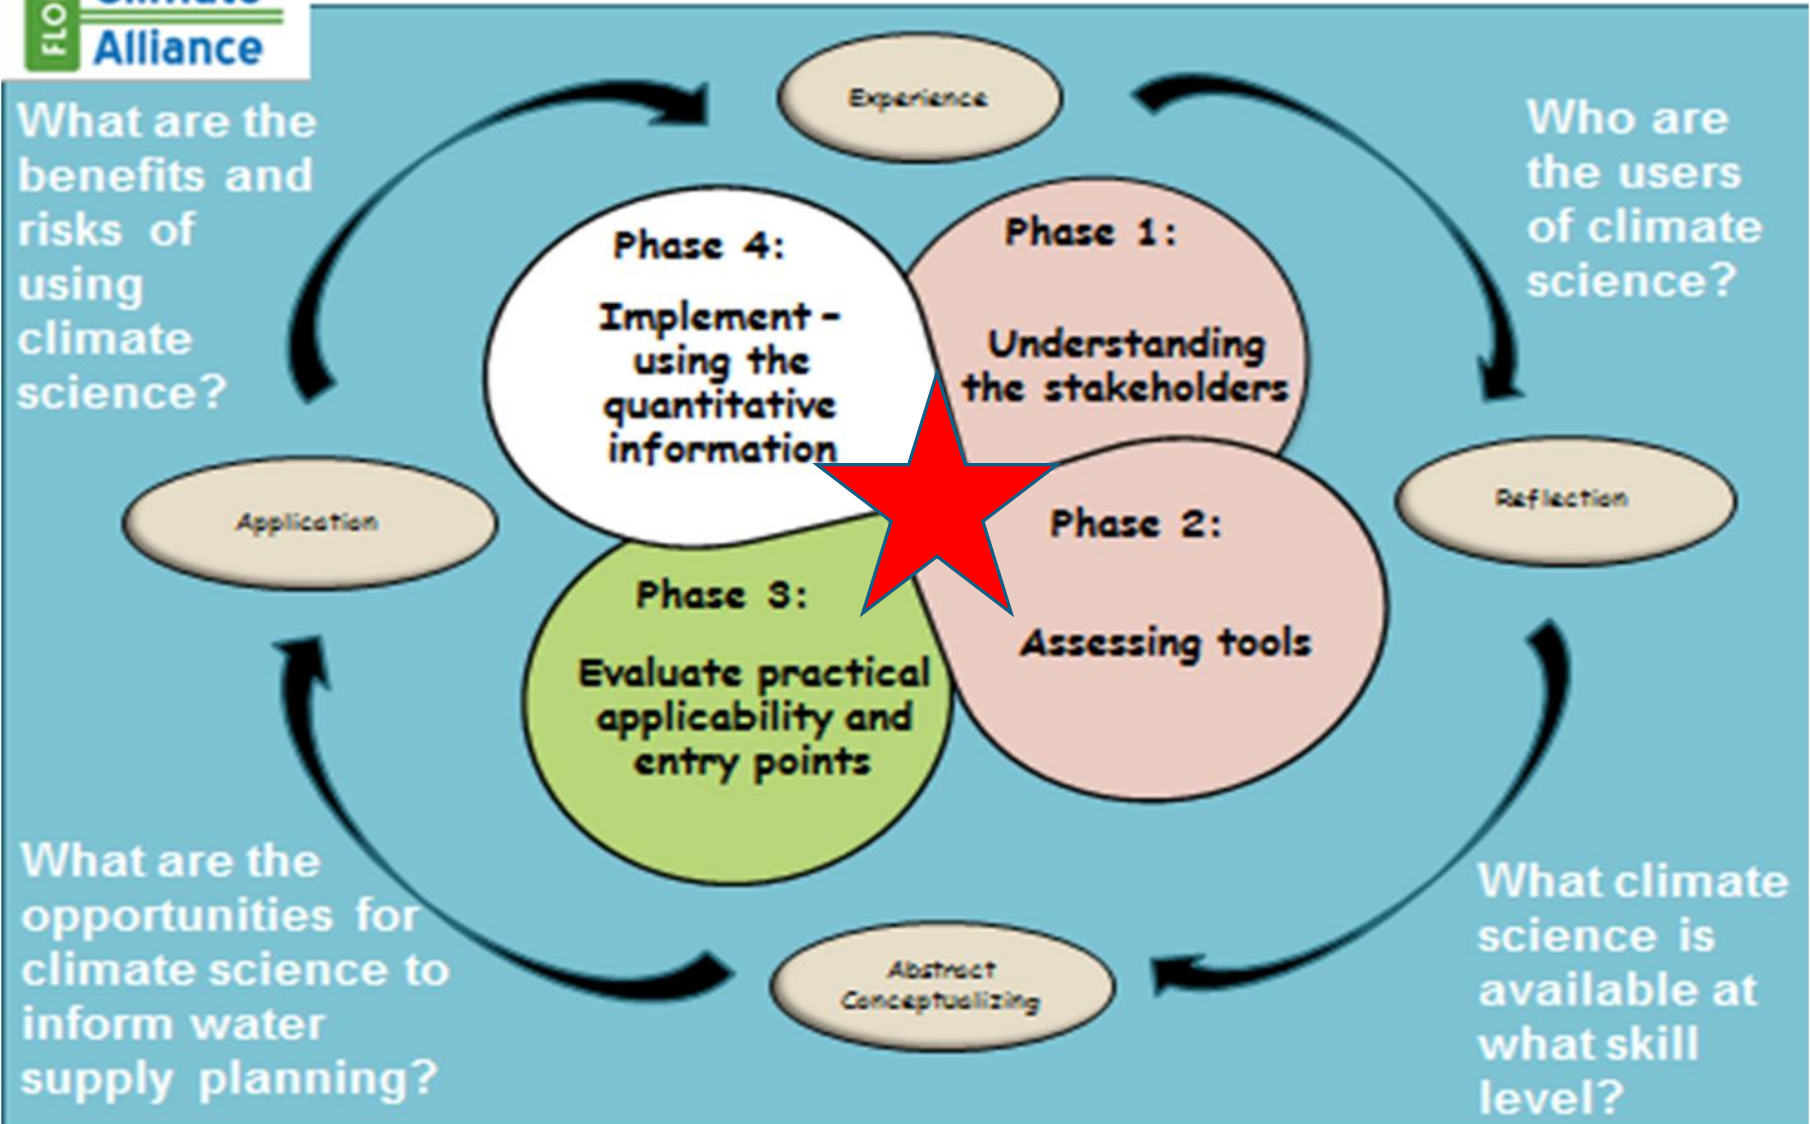 FLO
Climate
Alliance
What are the
benefits and
risks of
using
climate
science?
Experience
Who are
the users
of climate
science?
Phase 4:
Implement –
using the
quantitative
information
Phase 1:
Understanding
the stakeholders
Application
Reflection
Phase 2:
Assessing tools
Phase 3:
Evaluate practical
applicability and
entry points
What are the
opportunities for
climate science to
inform water
supply planning?
Abstract
Conceptualizing
What climate
science is
available at
what skill
level?